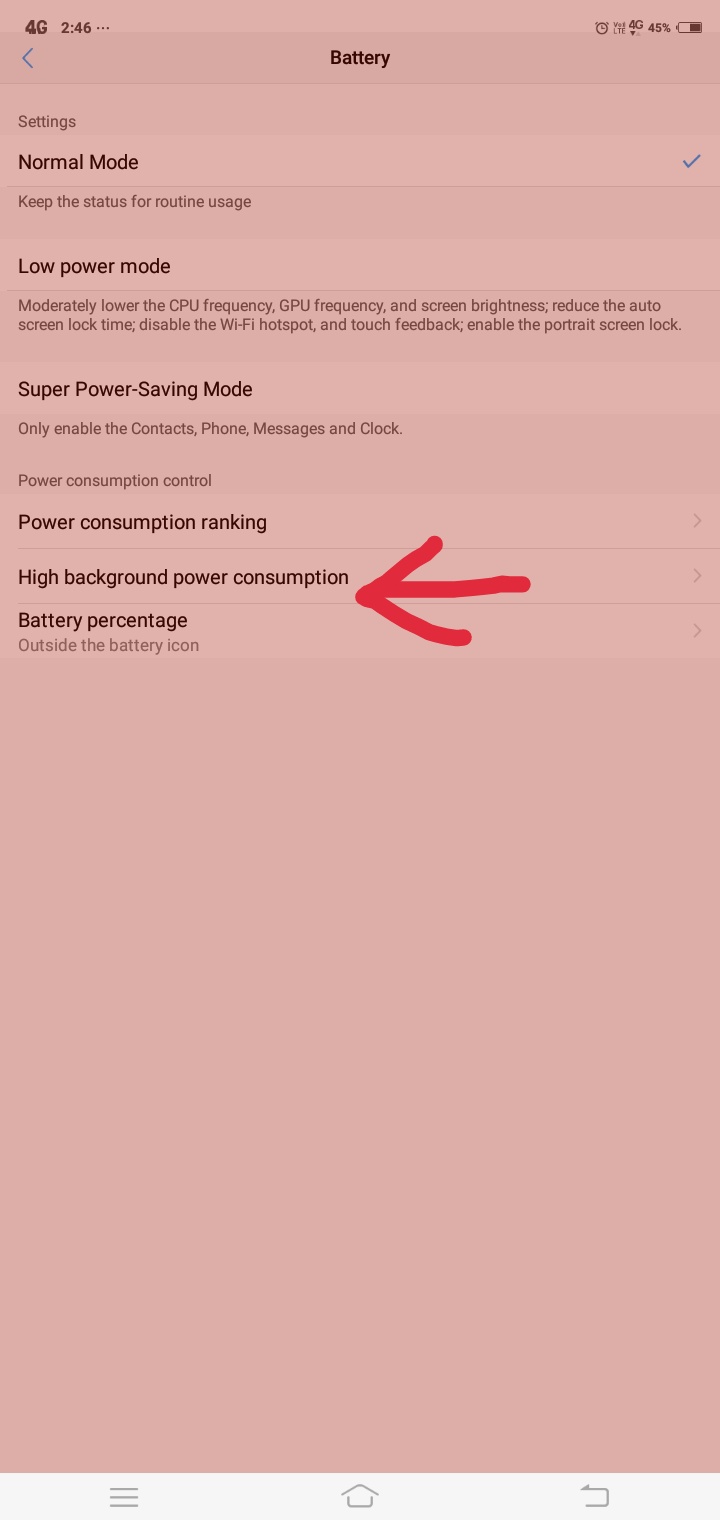 4G 2:46 ...
VoLTE 4G 45%
Battery
Settings
Normal Mode
Keep the status for routine usage
Low power mode
Moderately lower the CPU frequency, GPU frequency, and screen brightness; reduce the auto
screen lock time; disable the Wi-Fi hotspot, and touch feedback; enable the portrait screen lock.
Super Power-Saving Mode
Only enable the Contacts, Phone, Messages and Clock.
Power consumption control
Power consumption ranking
High background power consumption
Battery percentage
Outside the battery icon